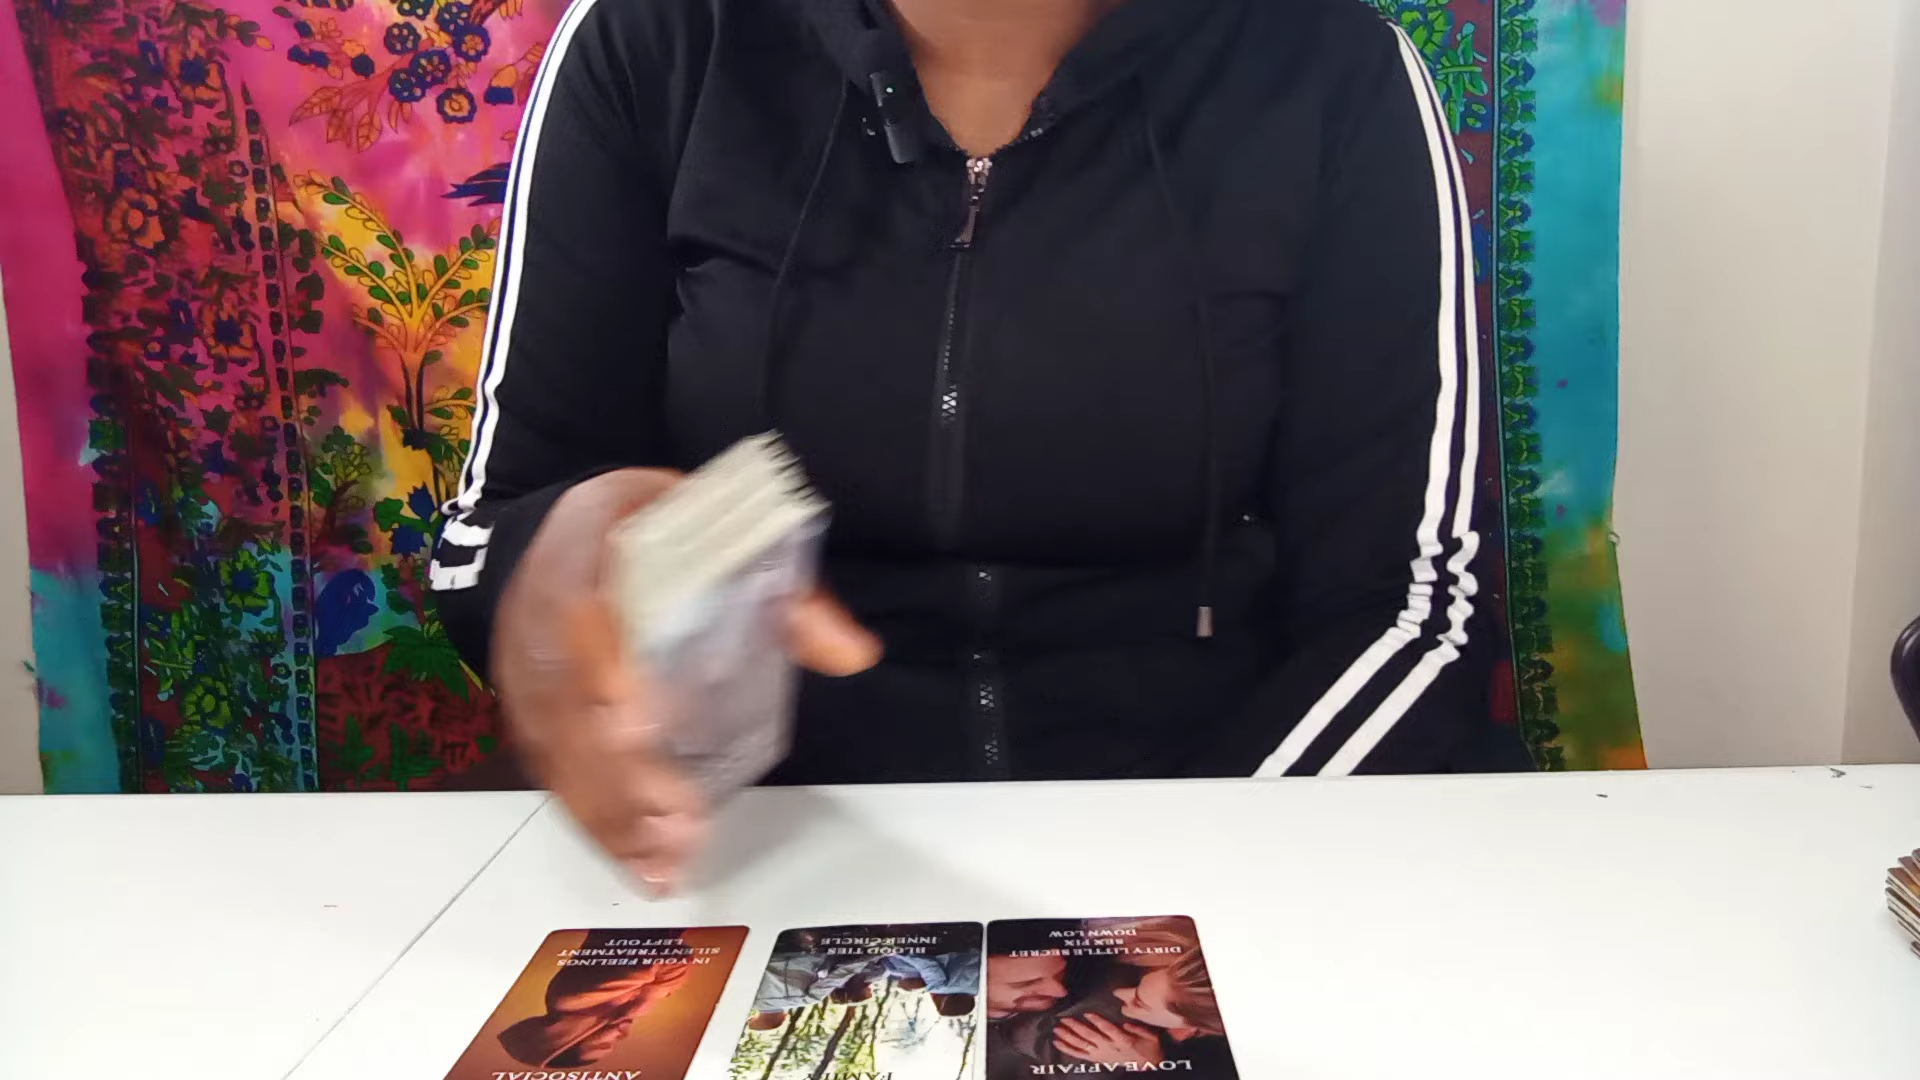 IN YOUR FEELINGS
SILENT TREATMENT
LEFT OUT
ANTISOCIAL
BLOOD TIES
INNER CIRCLE
FAMILY
DIRTY LITTLE SECRET
SEX FIX
DOWN LOW
LOVE AFFAIR